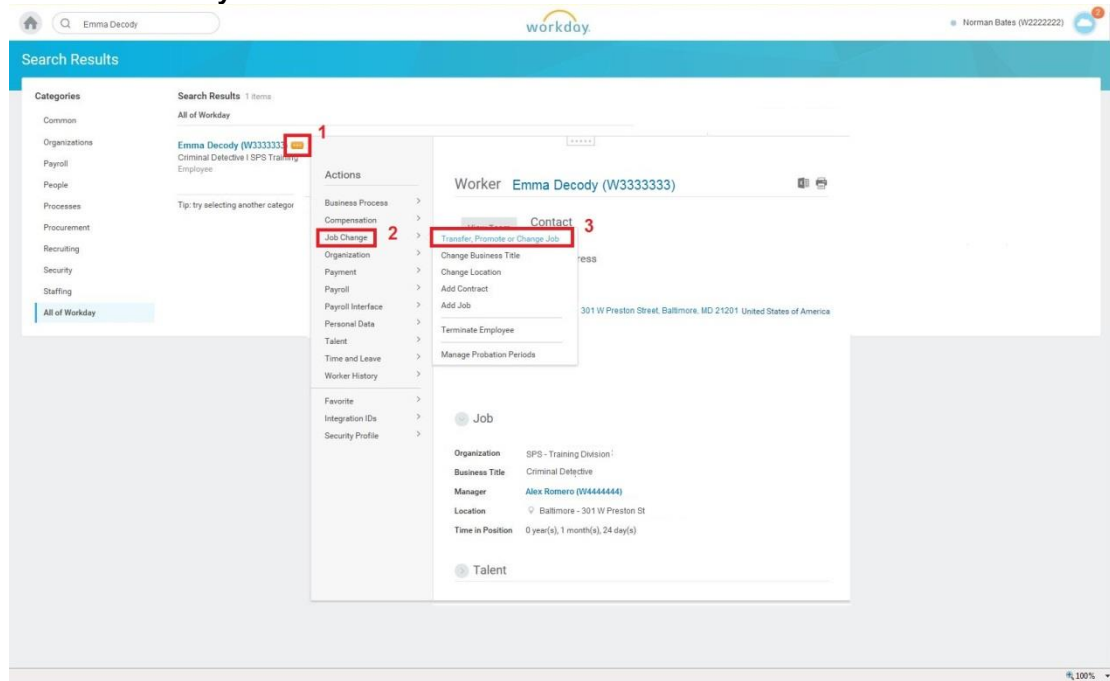 Emma Decody
workday.
Norman Bates (W2222222)
2
Search Results
Categories
Common
Organizations
Payroll
People
Processes
Procurement
Recruiting
Security
Staffing
All of Workday
Search Results 1 items
All of Workday
Emma Decody (W3333333)
1
Criminal Detective | SPS Training
Employee
Tip: try selecting another categor
Actions
Business Process
Compensation
Job Change 2
Organization
Payment
Payroll
Payroll Interface
Personal Data
Talent
Time and Leave
Worker History
Favorite
Integration IDs
Security Profile
Worker Emma Decody (W3333333)
View Team
Contact
3
Transfer, Promote or Change Job
Change Business Title
ress
Change Location
Add Contract
Add Job
301 W Preston Street, Baltimore, MD 21201 United States of America
Terminate Employee
Manage Probation Periods
Job
Organization SPS - Training Division
Business Title Criminal Detective
Manager Alex Romero (W4444444)
Location Baltimore - 301 W Preston St
Time in Position 0 year(s), 1 month(s), 24 day(s)
Talent
100%